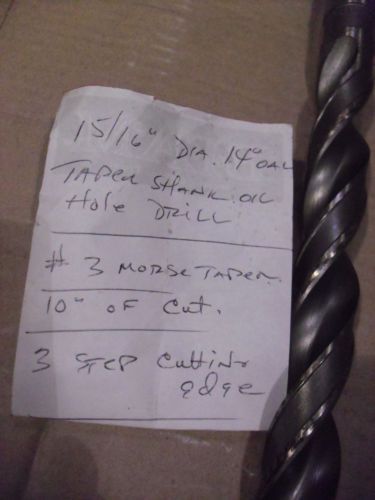 15/16" DIA. 14" OAL
TAPER SHANK OIL
Hole DRILL
# 3 MORSE TAPER.
10" OF Cut.
3 STEP Cutting
edge